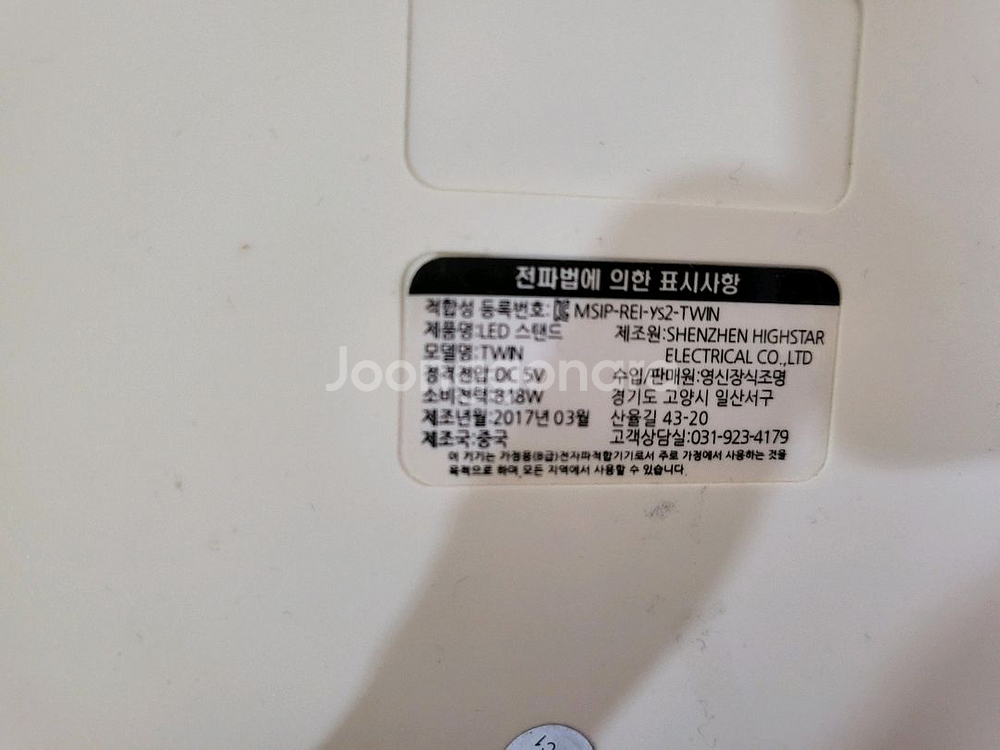 전파법에 의한 표시사항
적합성 등록번호: MSIP-REI-ys2-TWIN
제품명:LED 스탠드
모델명:TWIN
정격전압:DC 5V
소비전력:8.18W
제조년월:2017년 03월
제조국:중국
제조원:SHENZHEN HIGHSTAR
ELECTRICAL CO.,LTD
수입/판매원:영신장식조명
경기도 고양시 일산서구
산율길 43-20
고객상담실:031-923-4179
이 기기는 가정용(B급)전자파적합기기로서 주로 가정에서 사용하는 것을
목적으로 하며,모든 지역에서 사용할 수 있습니다.
Joonggonara